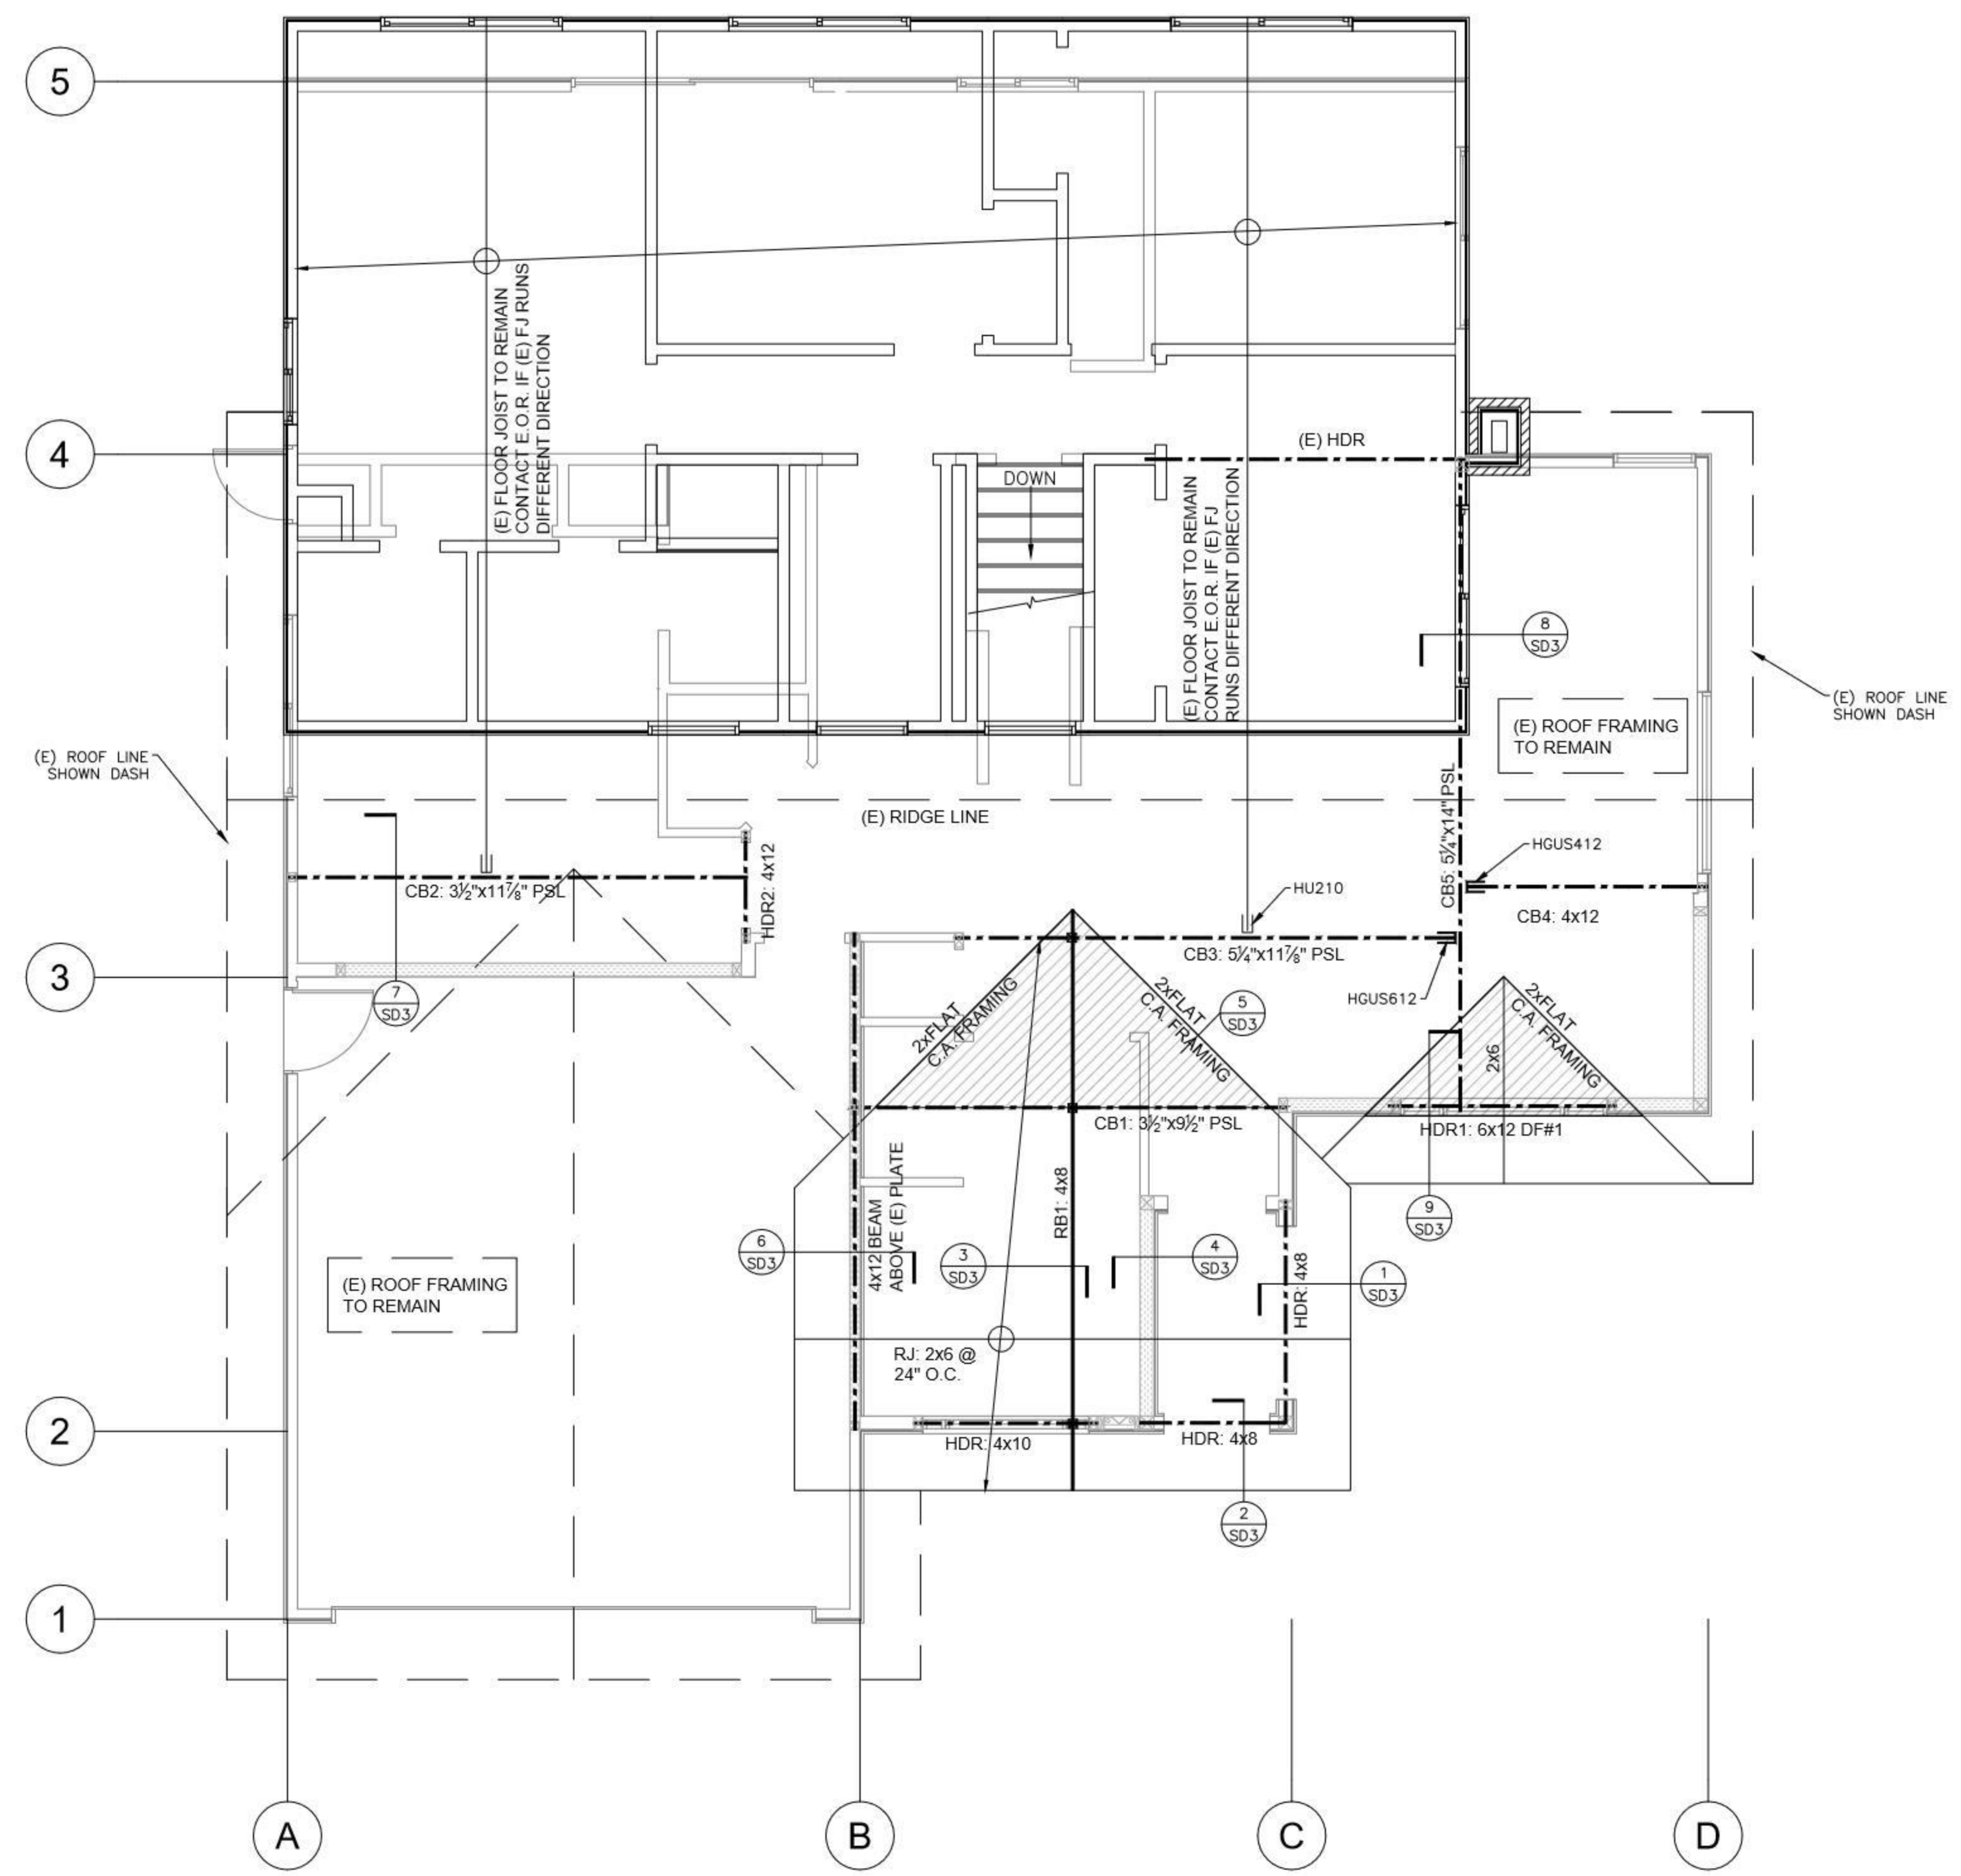 5
(E) FLOOR JOIST TO REMAIN
CONTACT E.O.R. IF (E) FJ RUNS
DIFFERENT DIRECTION
4
(E) HDR
DOWN
(E) FLOOR JOIST TO REMAIN
CONTACT E.O.R. IF (E) FJ
RUNS DIFFERENT DIRECTION
8
SD3
(E) ROOF LINE
SHOWN DASH
(E) ROOF FRAMING
TO REMAIN
(E) ROOF LINE
SHOWN DASH
(E) RIDGE LINE
CB5: 5¼"x14" PSL
HGUS412
HDR2: 4x12
CB2: 3½"x11⅞" PSL
HU210
CB4: 4x12
CB3: 5¼"x11⅞" PSL
3
7
SD3
HGUS612
2xFLAT
C.A. FRAMING
2xFLAT
C.A. FRAMING
5
SD3
2xFLAT
C.A. FRAMING
2x6
CB1: 3½"x9½" PSL
HDR1: 6x12 DF#1
4x12 BEAM
ABOVE (E) PLATE
RB1: 4x8
9
SD3
6
SD3
3
SD3
4
SD3
1
SD3
HDR: 4x8
(E) ROOF FRAMING
TO REMAIN
RJ: 2x6 @
24" O.C.
2
HDR: 4x10
HDR: 4x8
2
SD3
1
A
B
C
D